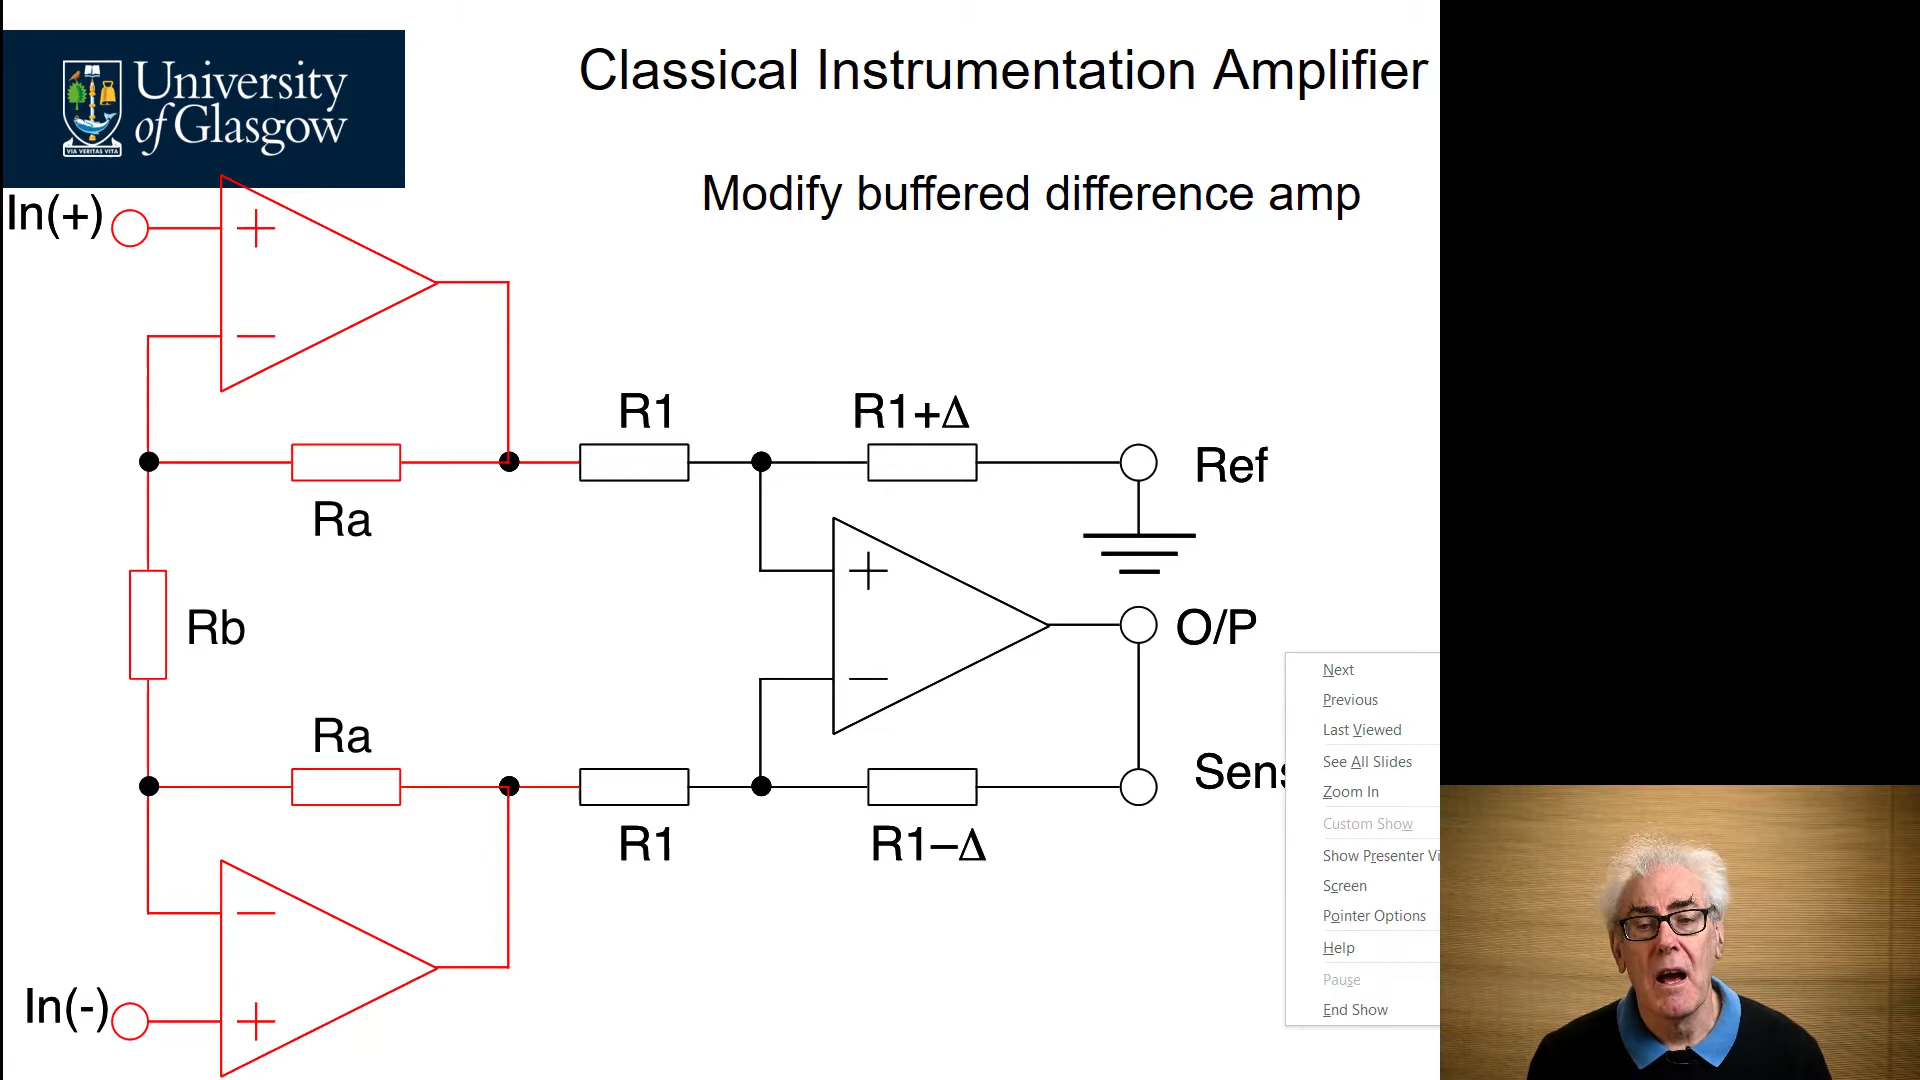 University
of Glasgow
VIA VERITAS VITA
Classical Instrumentation Amplifier
Modify buffered difference amp
In(+)
+
−
R1
R1+Δ
Ref
Ra
+
Rb
O/P
−
Ra
Sens
R1
R1−Δ
−
In(-)
+
Next
Previous
Last Viewed
See All Slides
Zoom In
Custom Show
Show Presenter Vi
Screen
Pointer Options
Help
Pause
End Show